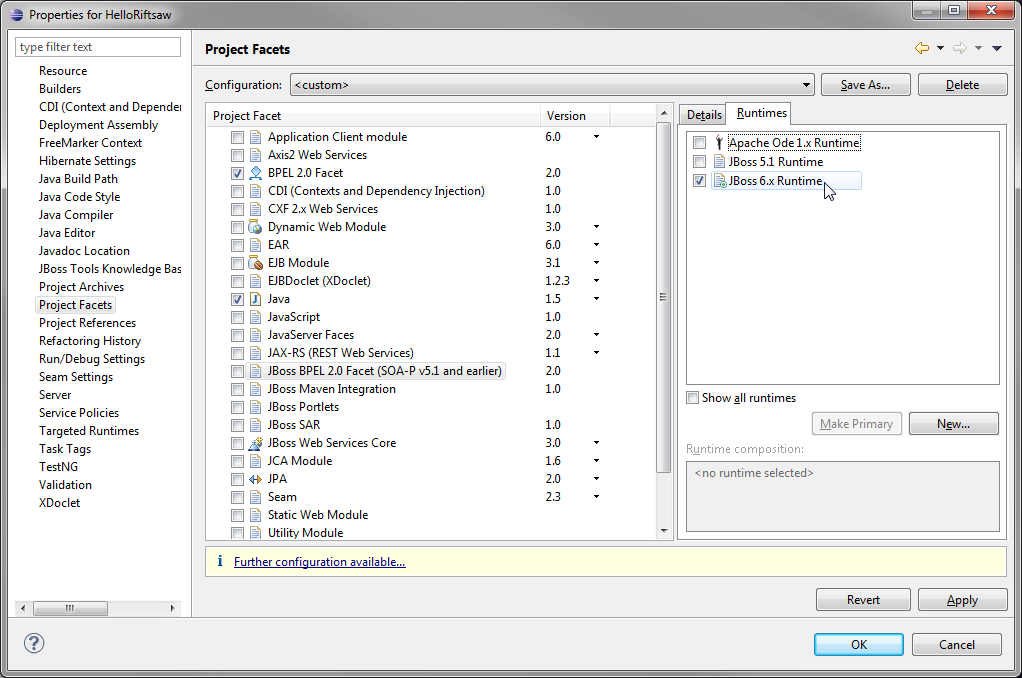 Properties for HelloRiftsaw
type filter text
Resource
Builders
CDI (Context and Depender
Deployment Assembly
FreeMarker Context
Hibernate Settings
Java Build Path
Java Code Style
Java Compiler
Java Editor
Javadoc Location
JBoss Tools Knowledge Bas
Project Archives
Project Facets
Project References
Refactoring History
Run/Debug Settings
Seam Settings
Server
Service Policies
Targeted Runtimes
Task Tags
TestNG
Validation
XDoclet
Project Facets
Configuration: <custom> Save As... Delete
Project Facet Version
Application Client module 6.0
Axis2 Web Services
BPEL 2.0 Facet 2.0
CDI (Contexts and Dependency Injection) 1.0
CXF 2.x Web Services 1.0
Dynamic Web Module 3.0
EAR 6.0
EJB Module 3.1
EJBDoclet (XDoclet) 1.2.3
Java 1.5
JavaScript 1.0
JavaServer Faces 2.0
JAX-RS (REST Web Services) 1.1
JBoss BPEL 2.0 Facet (SOA-P v5.1 and earlier) 2.0
JBoss Maven Integration 1.0
JBoss Portlets
JBoss SAR 1.0
JBoss Web Services Core 3.0
JCA Module 1.6
JPA 2.0
Seam 2.3
Static Web Module
Utility Module
Details Runtimes
Apache Ode 1.x Runtime
JBoss 5.1 Runtime
JBoss 6.x Runtime
Show all runtimes
Make Primary New...
Runtime composition:
<no runtime selected>
i Further configuration available...
Revert Apply
? OK Cancel